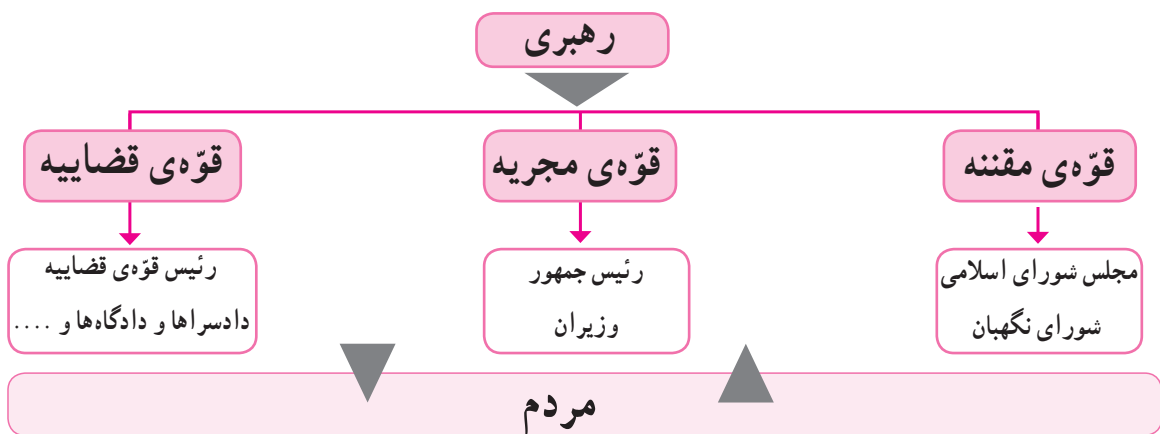 رهبری
قوّه‌ی مقننه
قوّه‌ی مجریه
قوّه‌ی قضاییه
مجلس شورای اسلامی
شورای نگهبان
رئیس جمهور
وزیران
رئیس قوّه‌ی قضاییه
دادسراها و دادگاه‌ها و ....
مردم